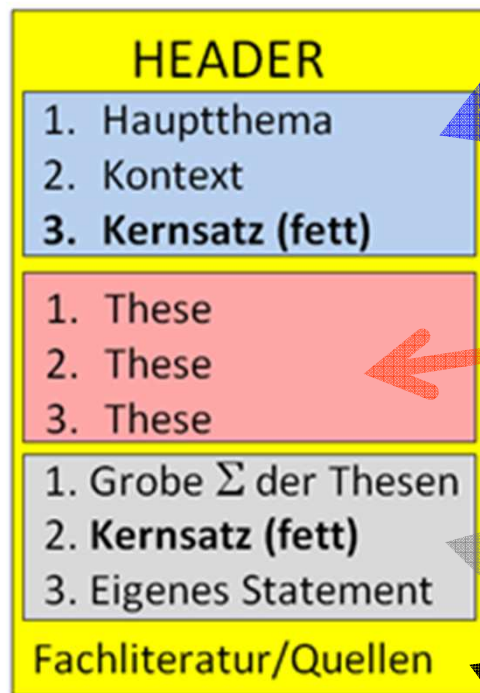 HEADER
1. Hauptthema
2. Kontext
3. Kernsatz (fett)
1. These
2. These
3. These
1. Grobe Σ der Thesen
2. Kernsatz (fett)
3. Eigenes Statement
Fachliteratur/Quellen